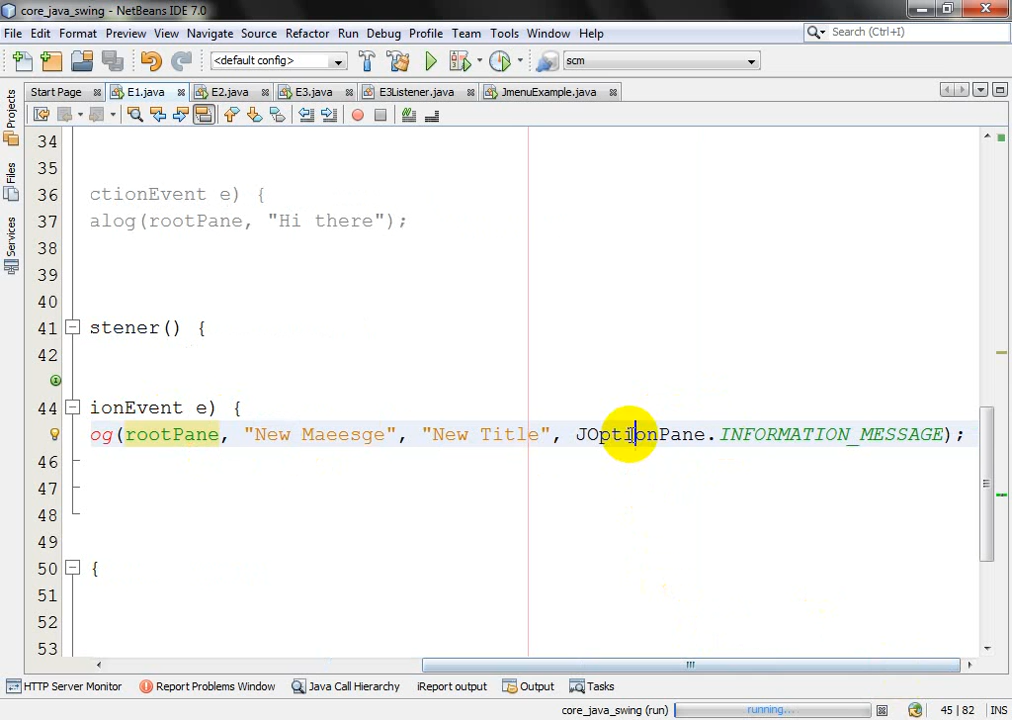 core_java_swing - NetBeans IDE 7.0
File Edit Format Preview View Navigate Source Refactor Run Debug Profile Team Tools Window Help
Search (Ctrl+I)
<default config>
scm
Start Page E1.java E2.java E3.java E3Listener.java JmenuExample.java
Projects
Files
Services
34
35
36 ctionEvent e) {
37 alog(rootPane, "Hi there");
38
39
40
41 stener() {
42
44 ionEvent e) {
og(rootPane, "New Maeesge", "New Title", JOptionPane.INFORMATION_MESSAGE);
46
47
48
49
50 {
51
52
53
HTTP Server Monitor Report Problems Window Java Call Hierarchy iReport output Output Tasks
core_java_swing (run) running... 45 | 82 INS